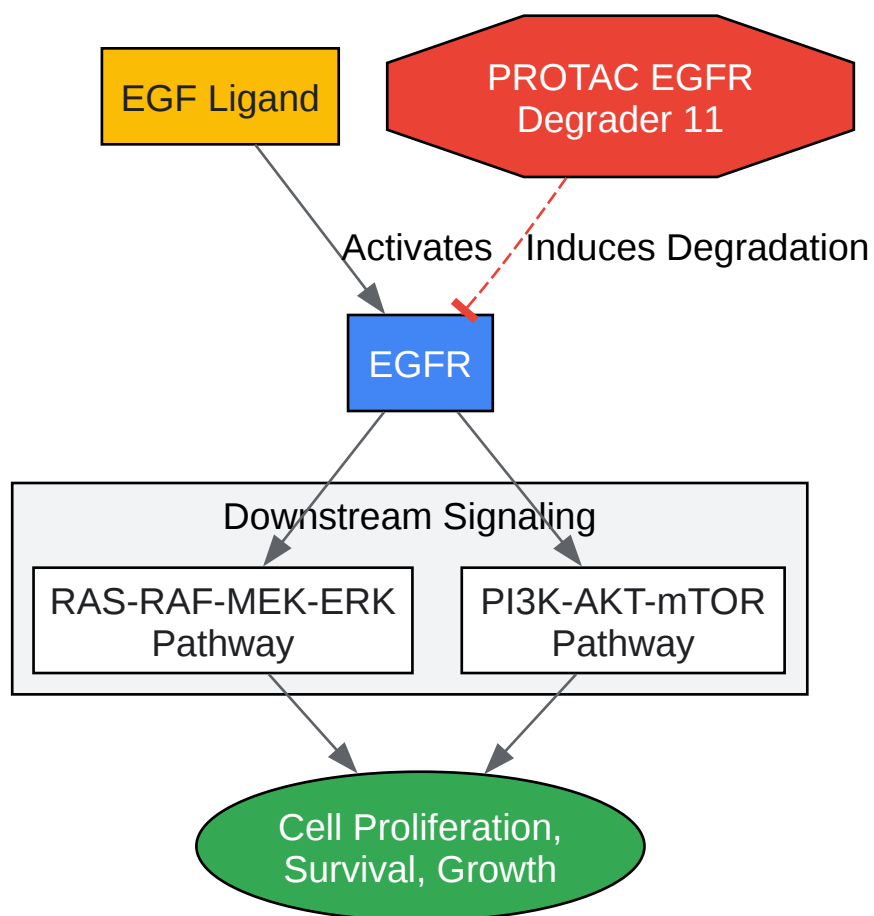 EGF Ligand
PROTAC EGFR
Degrader 11
Activates
Induces Degradation
EGFR
Downstream Signaling
RAS-RAF-MEK-ERK
Pathway
PI3K-AKT-mTOR
Pathway
Cell Proliferation,
Survival, Growth